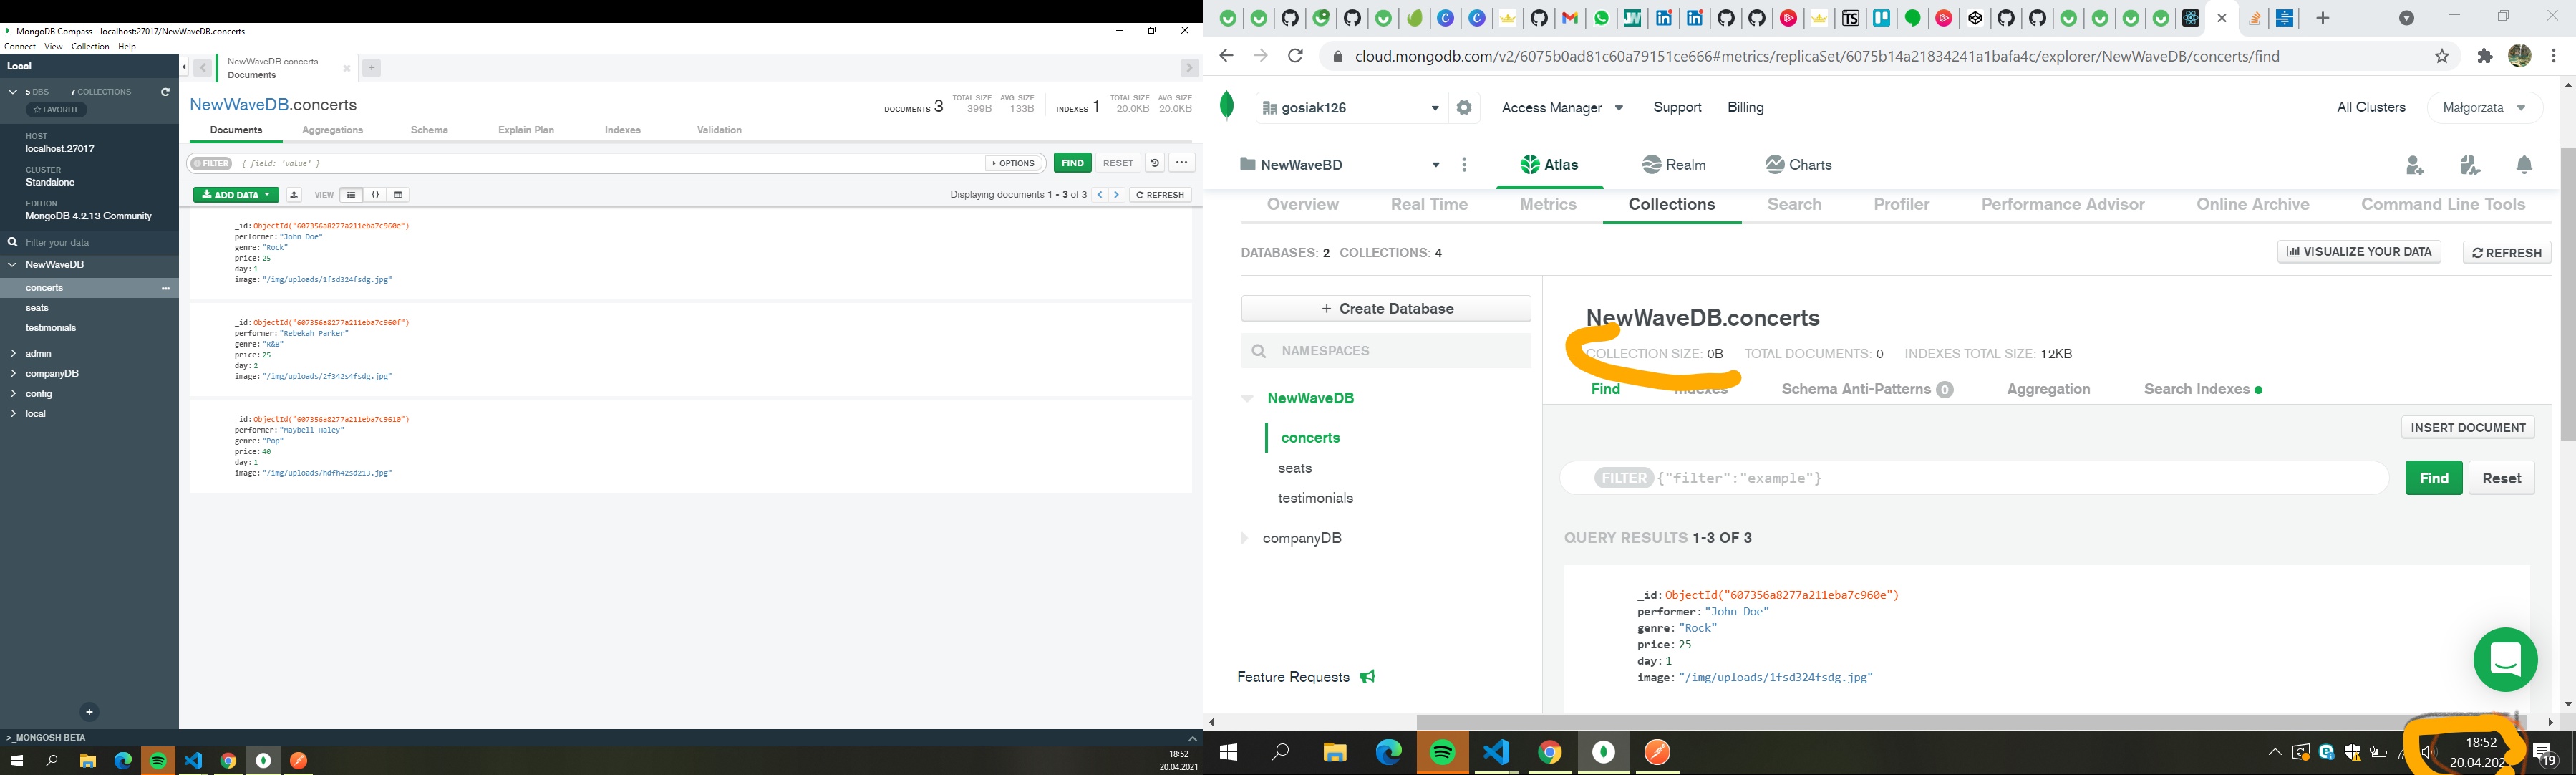 MongoDB Compass - localhost:27017/NewWaveDB.concerts
Connect View Collection Help
Local
5 DBS 7 COLLECTIONS
FAVORITE
HOST
localhost:27017
CLUSTER
Standalone
EDITION
MongoDB 4.2.13 Community
Filter your data
NewWaveDB
concerts
seats
testimonials
admin
companyDB
config
local
>_MONGOSH BETA
NewWaveDB.concerts
Documents
NewWaveDB.concerts
DOCUMENTS 3 TOTAL SIZE 399B AVG. SIZE 133B INDEXES 1 TOTAL SIZE 20.0KB AVG. SIZE 20.0KB
Documents Aggregations Schema Explain Plan Indexes Validation
FILTER { field: 'value' } OPTIONS FIND RESET
ADD DATA VIEW Displaying documents 1 - 3 of 3 REFRESH
_id: ObjectId("607356a8277a211eba7c960e")
performer: "John Doe"
genre: "Rock"
price: 25
day: 1
image: "/img/uploads/1fsd324fsdg.jpg"
_id: ObjectId("607356a8277a211eba7c960f")
performer: "Rebekah Parker"
genre: "R&B"
price: 25
day: 2
image: "/img/uploads/2f342s4fsdg.jpg"
_id: ObjectId("607356a8277a211eba7c9610")
performer: "Maybell Haley"
genre: "Pop"
price: 40
day: 1
image: "/img/uploads/hdfh42sd213.jpg"
18:52
20.04.2021
cloud.mongodb.com/v2/6075b0ad81c60a79151ce666#metrics/replicaSet/6075b14a21834241a1bafa4c/explorer/NewWaveDB/concerts/find
gosiak126 Access Manager Support Billing All Clusters Małgorzata
NewWaveBD Atlas Realm Charts
Overview Real Time Metrics Collections Search Profiler Performance Advisor Online Archive Command Line Tools
DATABASES: 2 COLLECTIONS: 4 VISUALIZE YOUR DATA REFRESH
+ Create Database
NAMESPACES
NewWaveDB
concerts
seats
testimonials
companyDB
Feature Requests
NewWaveDB.concerts
COLLECTION SIZE: 0B TOTAL DOCUMENTS: 0 INDEXES TOTAL SIZE: 12KB
Find Indexes Schema Anti-Patterns 0 Aggregation Search Indexes
INSERT DOCUMENT
FILTER {"filter":"example"} Find Reset
QUERY RESULTS 1-3 OF 3
_id: ObjectId("607356a8277a211eba7c960e")
performer: "John Doe"
genre: "Rock"
price: 25
day: 1
image: "/img/uploads/1fsd324fsdg.jpg"
18:52
20.04.202
19